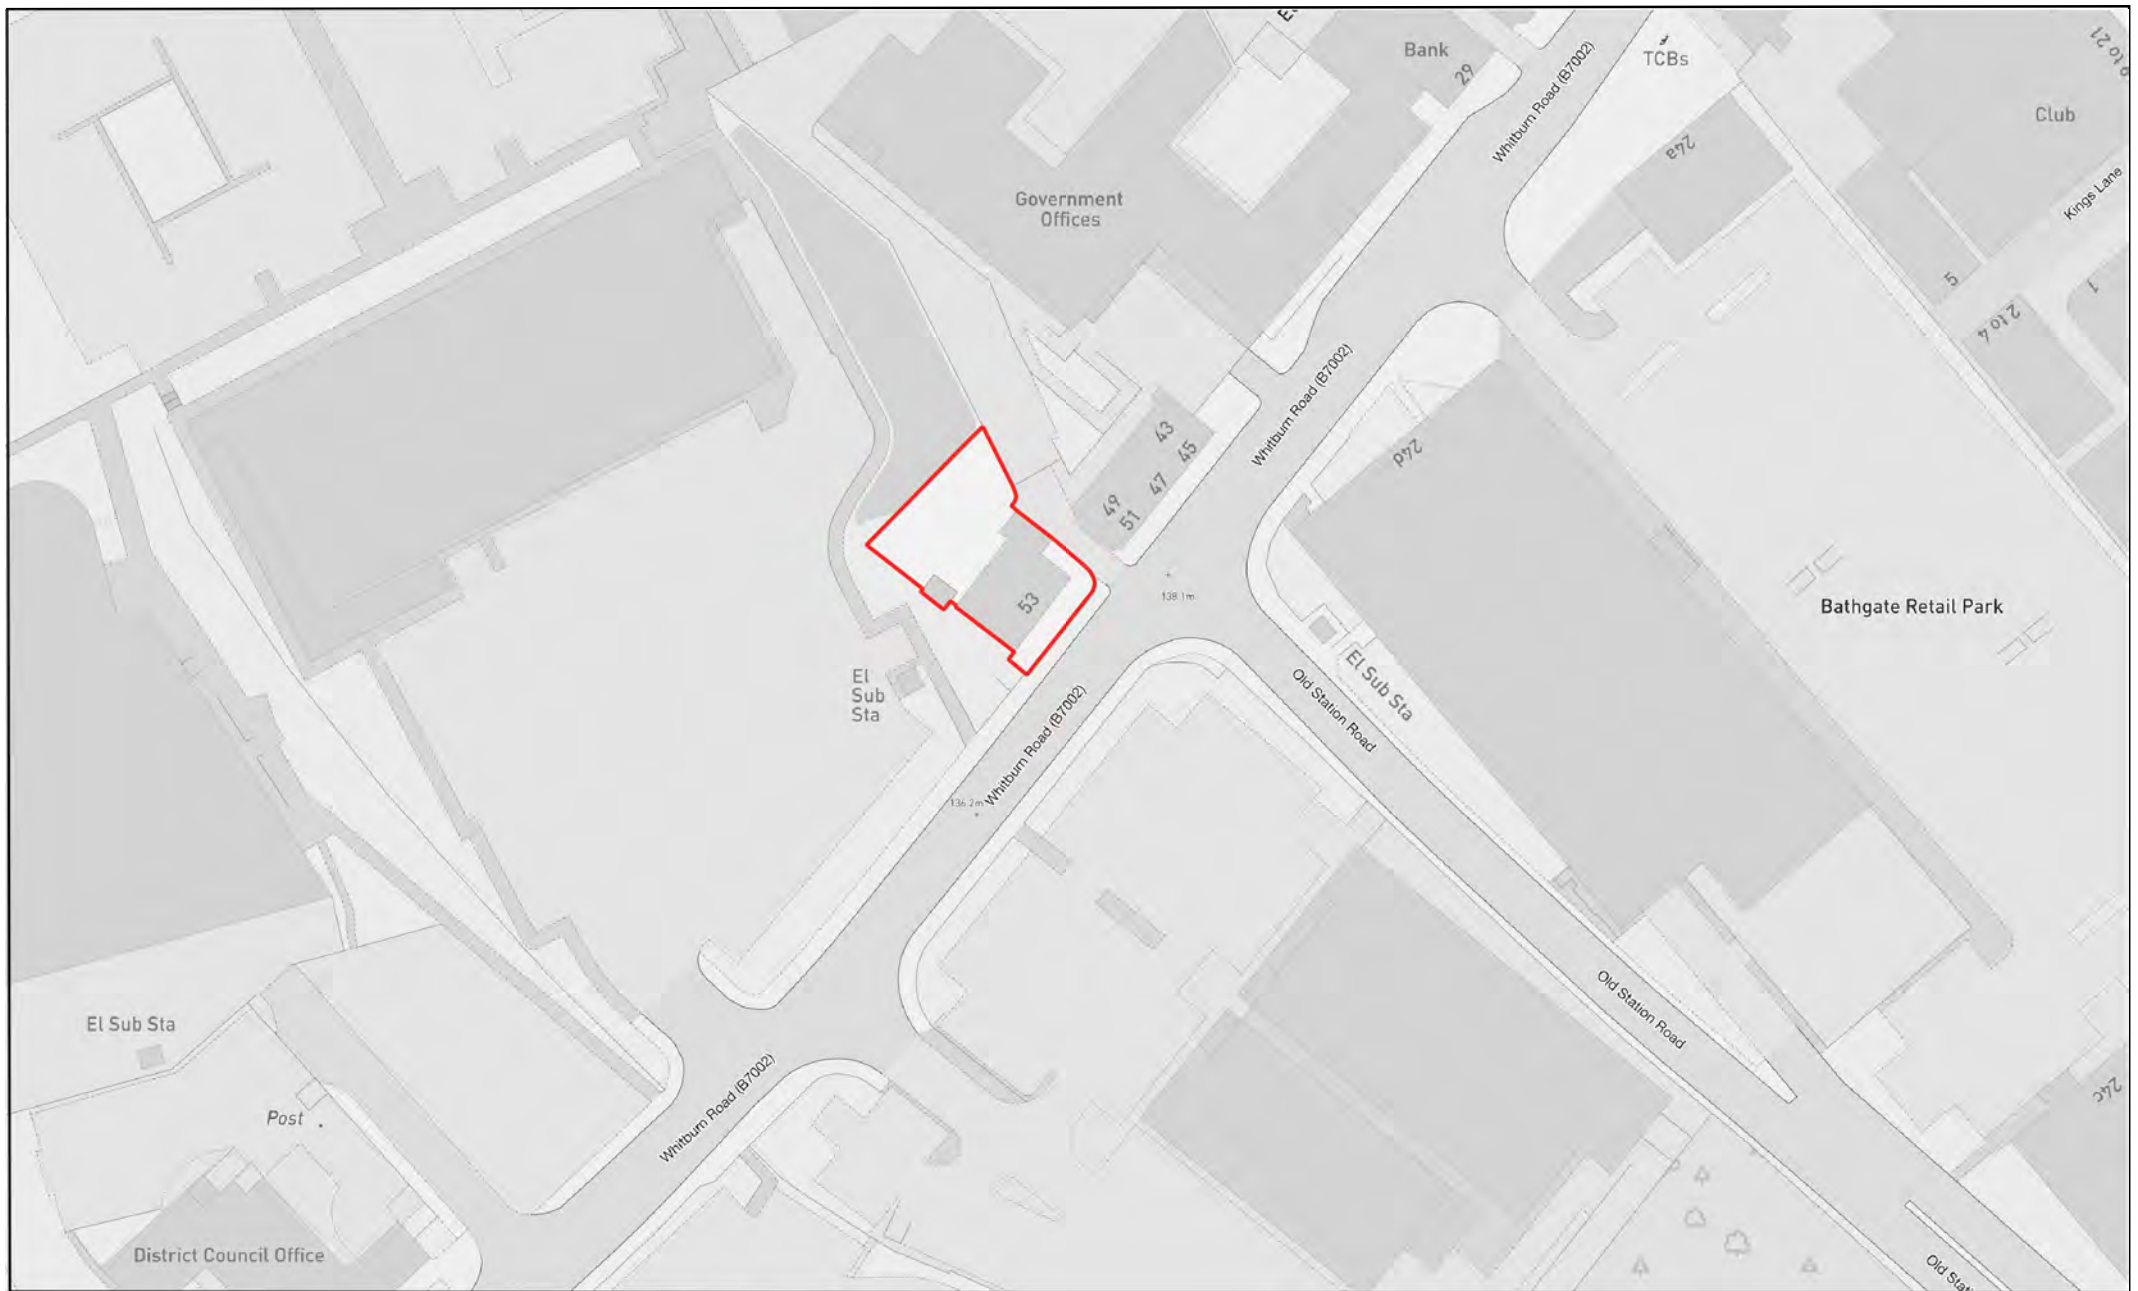 Bank
29
TCBs
Whitburn Road (B7002)
24a
Club
Kings Lane
Government
Offices
5
1
2 to 4
43
45
47
49
51
Whitburn Road (B7002)
24d
53
138.1m
Bathgate Retail Park
El
Sub
Sta
El Sub Sta
Old Station Road
Whitburn Road (B7002)
136.2m
Old Station Road
El Sub Sta
Post
Whitburn Road (B7002)
24c
District Council Office
Old Stati